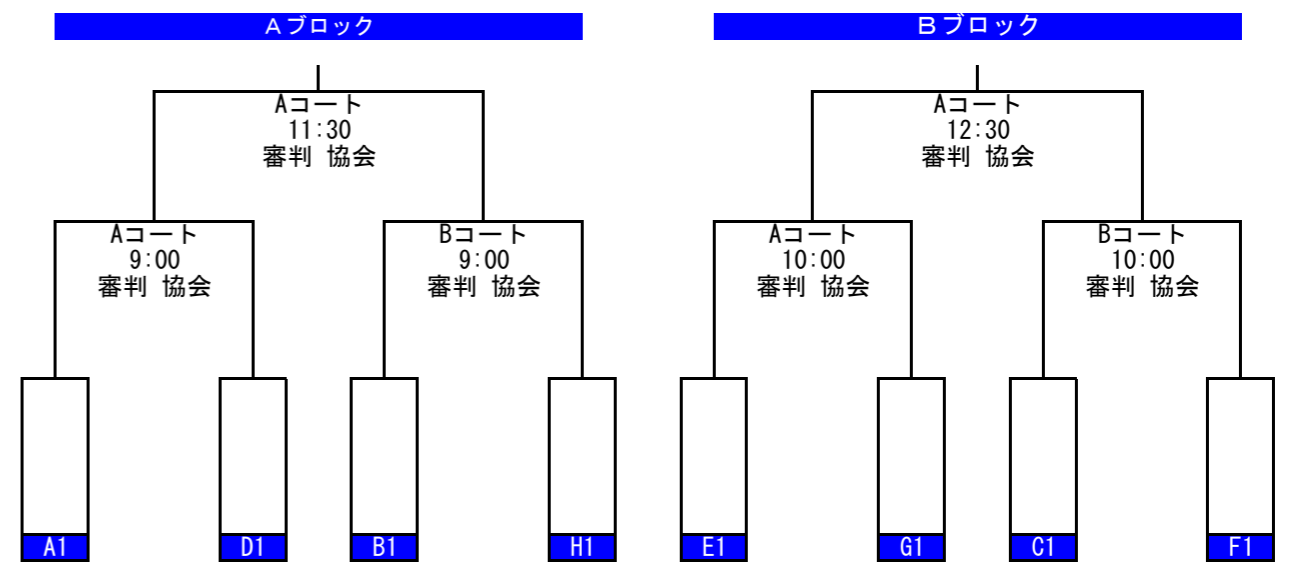 Aブロック
Aコート
11:30
審判 協会
Aコート
9:00
審判 協会
Bコート
9:00
審判 協会
A1
D1
B1
H1
Bブロック
Aコート
12:30
審判 協会
Aコート
10:00
審判 協会
Bコート
10:00
審判 協会
E1
G1
C1
F1